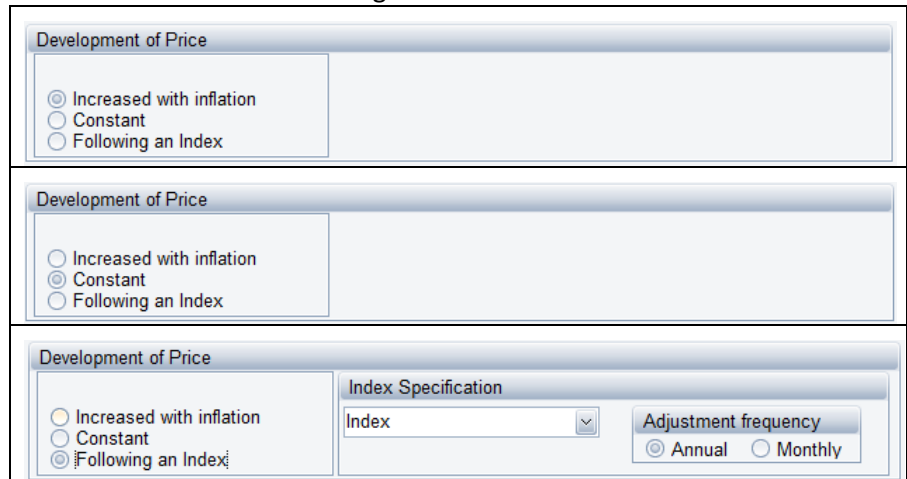 Development of Price
Increased with inflation
Constant
Following an Index
Development of Price
Increased with inflation
Constant
Following an Index
Development of Price
Index Specification
Increased with inflation
Constant
Following an Index
Index
Adjustment frequency
Annual Monthly